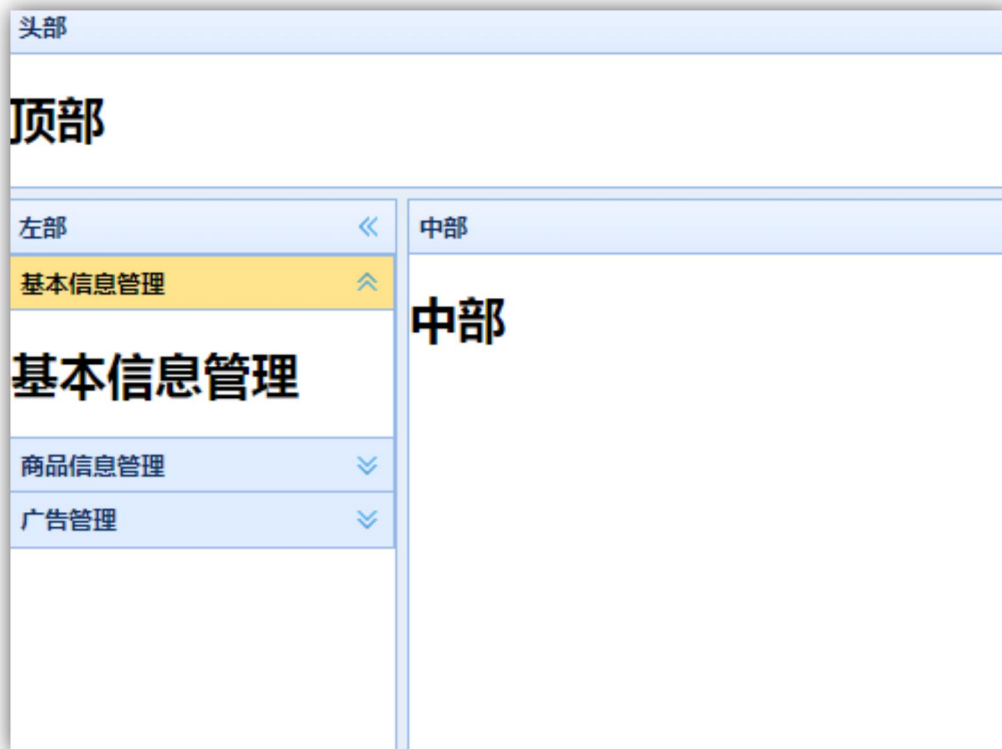 头部
顶部
左部
基本信息管理
基本信息管理
商品信息管理
广告管理
中部
中部